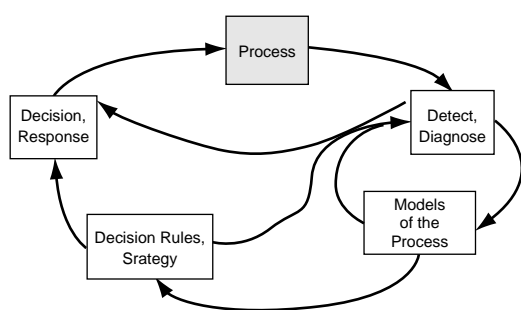 Process
Decision,
Response
Detect,
Diagnose
Models
of the
Process
Decision Rules,
Srategy